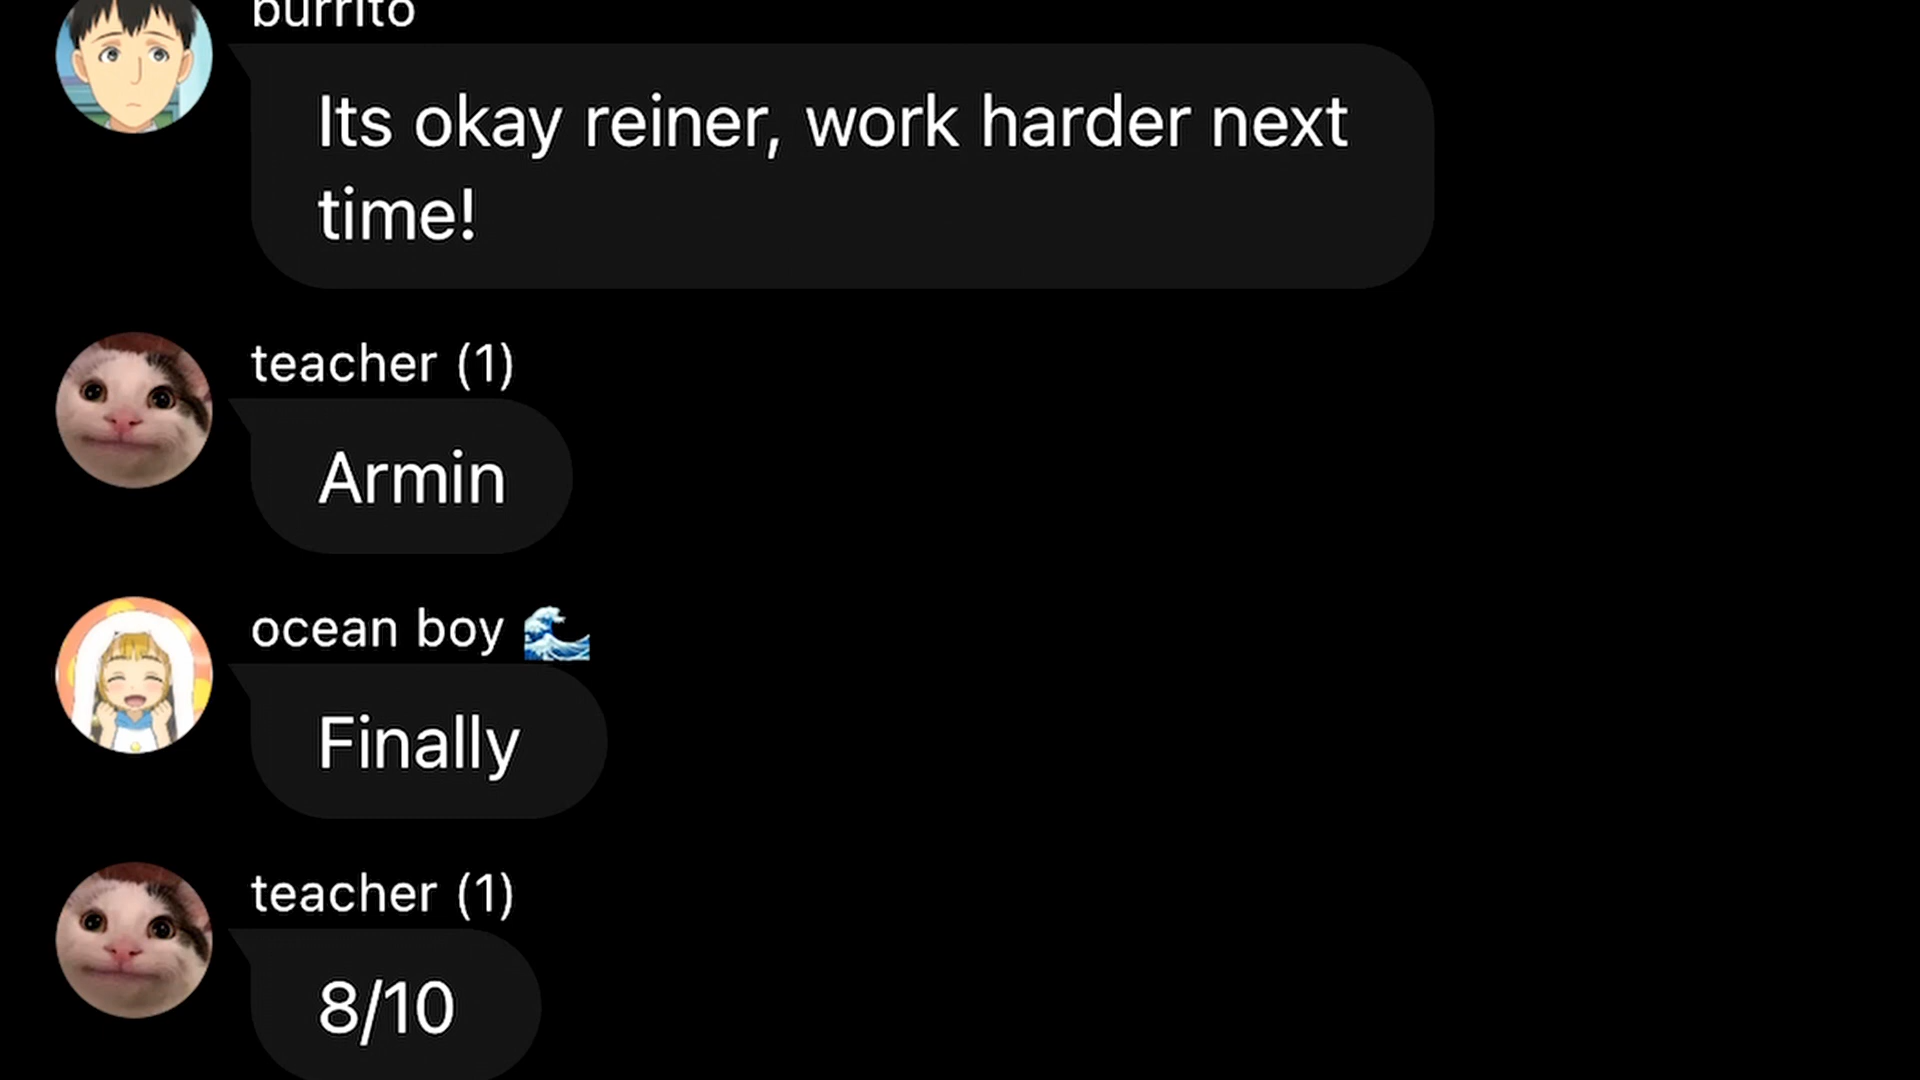 burrito
Its okay reiner, work harder next
time!
teacher (1)
Armin
ocean boy 🌊
Finally
teacher (1)
8/10